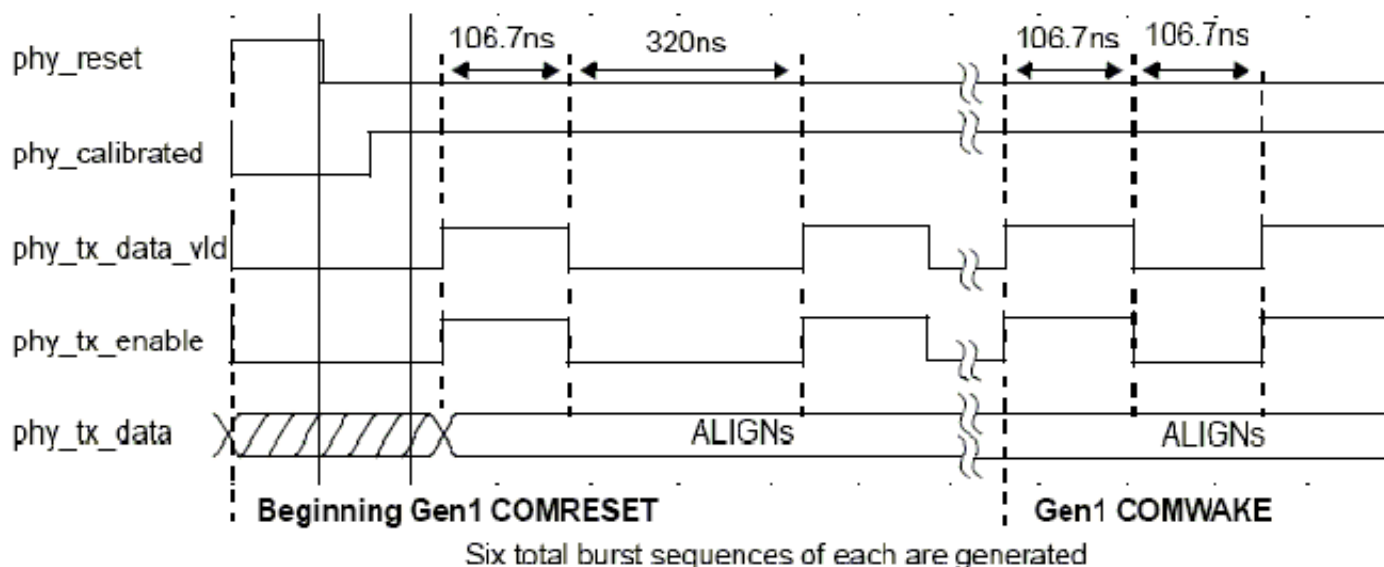 106.7ns 320ns 106.7ns 106.7ns
phy_reset
phy_calibrated
phy_tx_data_vld
phy_tx_enable
phy_tx_data ALIGNs ALIGNs
Beginning Gen1 COMRESET Gen1 COMWAKE
Six total burst sequences of each are generated